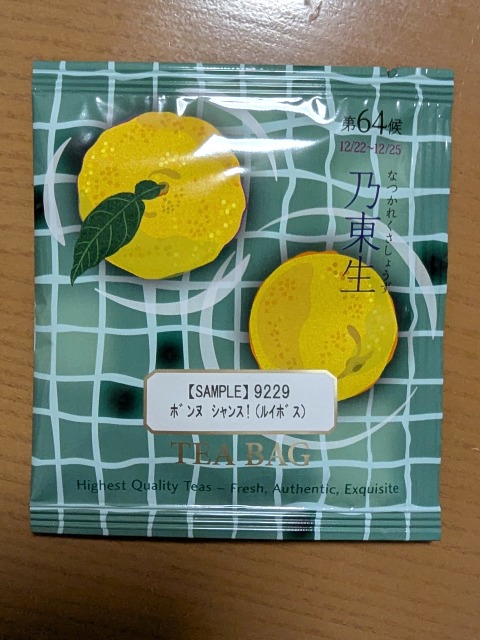 第64候
12/22~12/25
乃東生
なつかれくさしょうず
【SAMPLE】9229
ボンヌ シャンス!(ルイボス)
TEA BAG
Highest Quality Teas – Fresh, Authentic, Exquisite